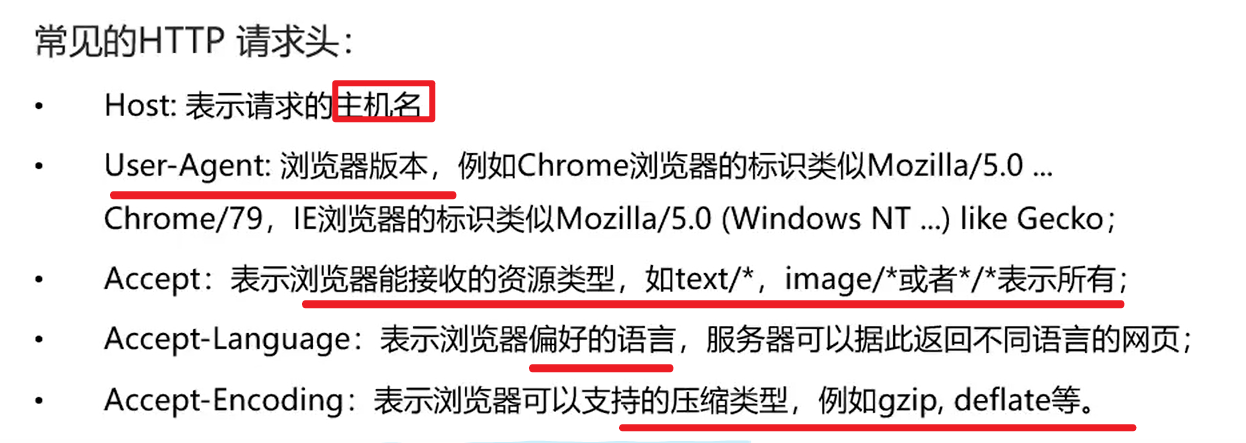 常见的HTTP 请求头：
• Host: 表示请求的主机名
• User-Agent: 浏览器版本，例如Chrome浏览器的标识类似Mozilla/5.0 ...
Chrome/79，IE浏览器的标识类似Mozilla/5.0 (Windows NT ...) like Gecko；
• Accept：表示浏览器能接收的资源类型，如text/*，image/*或者*/*表示所有；
• Accept-Language：表示浏览器偏好的语言，服务器可以据此返回不同语言的网页；
• Accept-Encoding：表示浏览器可以支持的压缩类型，例如gzip, deflate等。